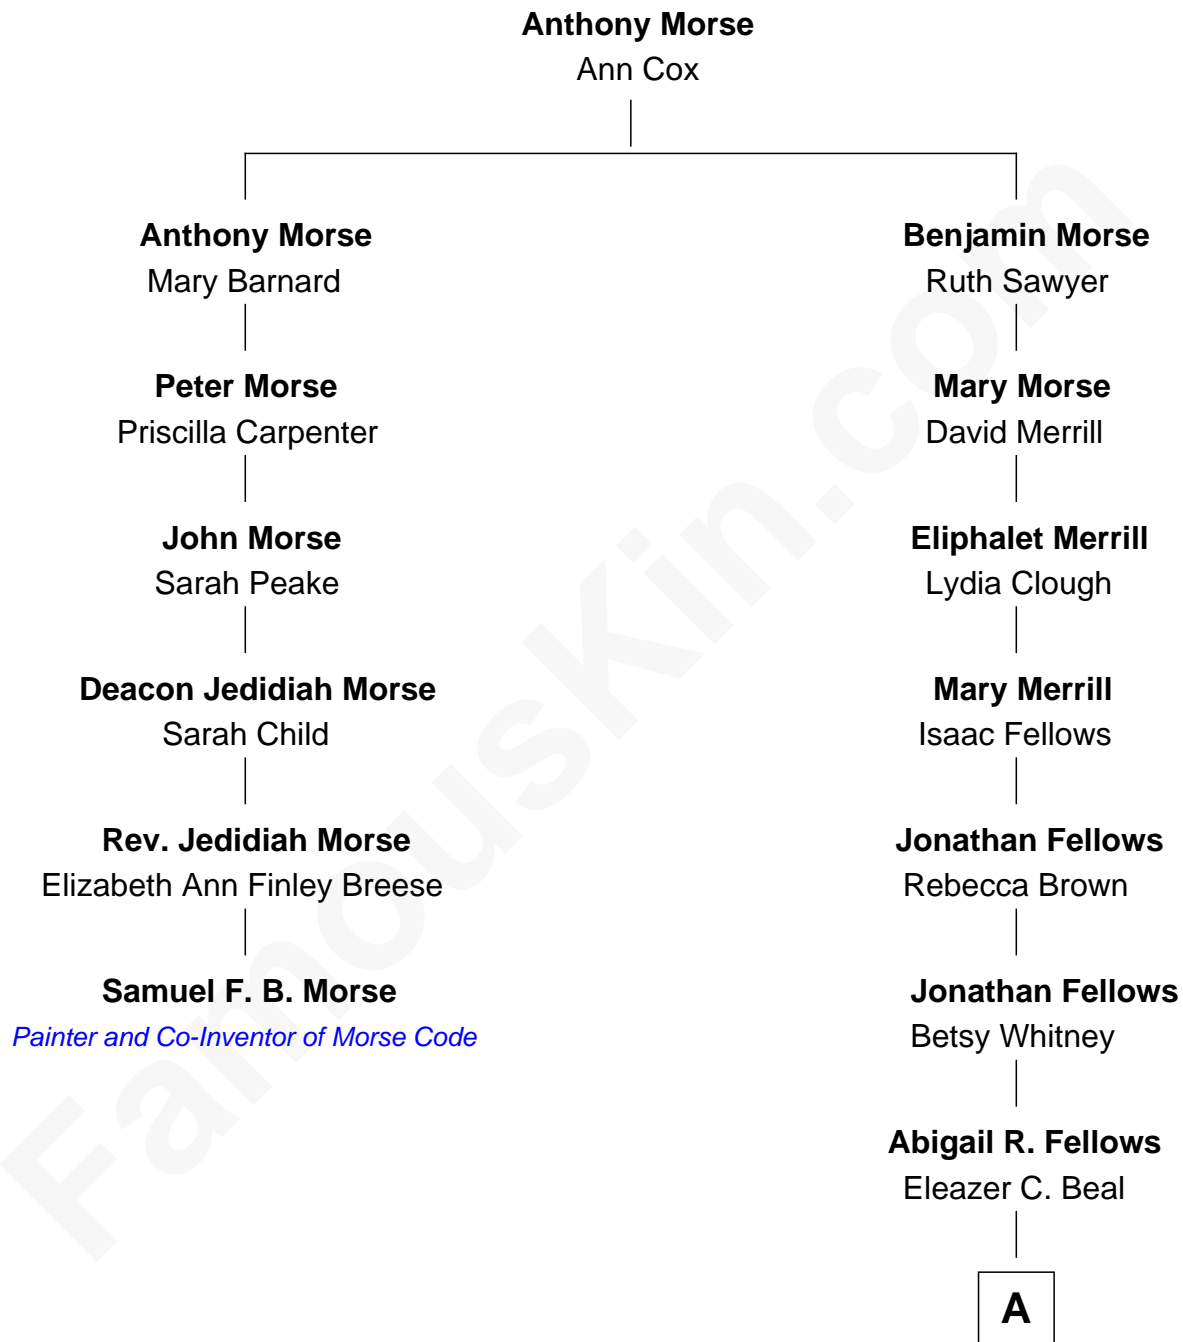 Anthony Morse
Ann Cox
Anthony Morse
Mary Barnard
Peter Morse
Priscilla Carpenter
John Morse
Sarah Peake
Deacon Jedidiah Morse
Sarah Child
Rev. Jedidiah Morse
Elizabeth Ann Finley Breese
Samuel F. B. Morse
Painter and Co-Inventor of Morse Code
Benjamin Morse
Ruth Sawyer
Mary Morse
David Merrill
Eliphalet Merrill
Lydia Clough
Mary Merrill
Isaac Fellows
Jonathan Fellows
Rebecca Brown
Jonathan Fellows
Betsy Whitney
Abigail R. Fellows
Eleazer C. Beal
A
FamousKin.com